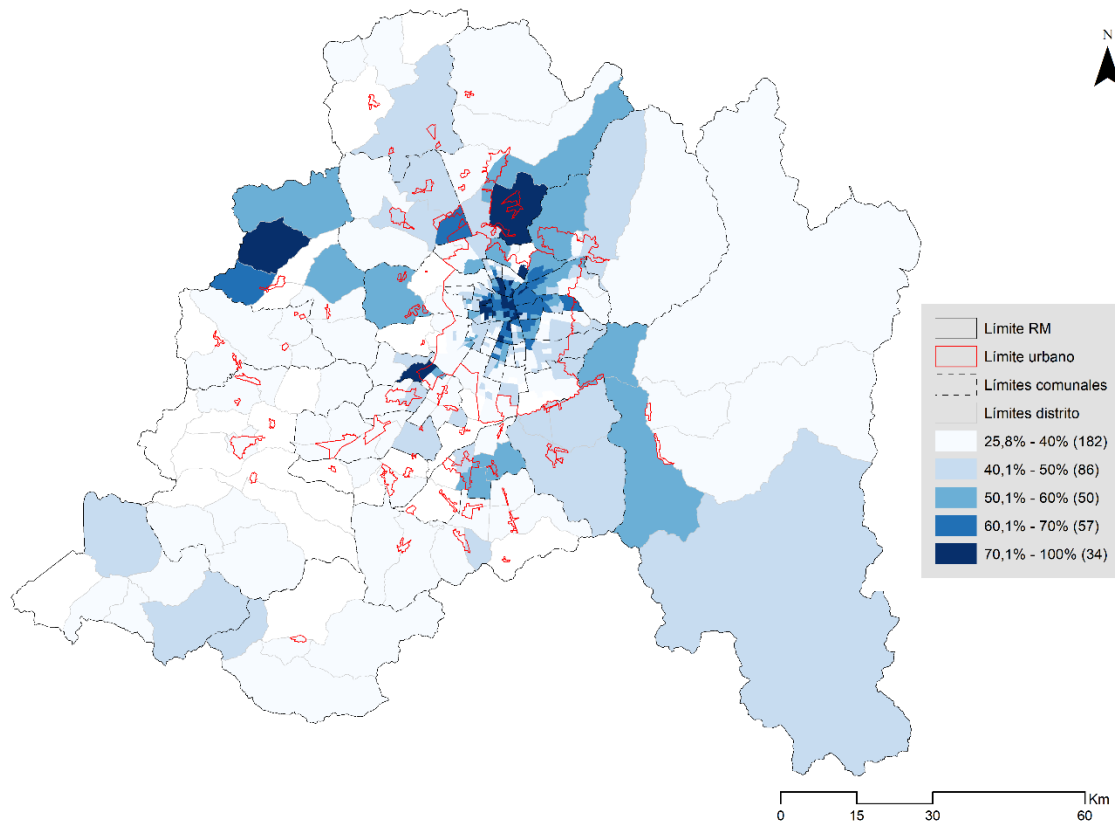 N
Límite RM
Límite urbano
Límites comunales
Límites distrito
25,8% - 40% (182)
40,1% - 50% (86)
50,1% - 60% (50)
60,1% - 70% (57)
70,1% - 100% (34)
Km
0 15 30 60